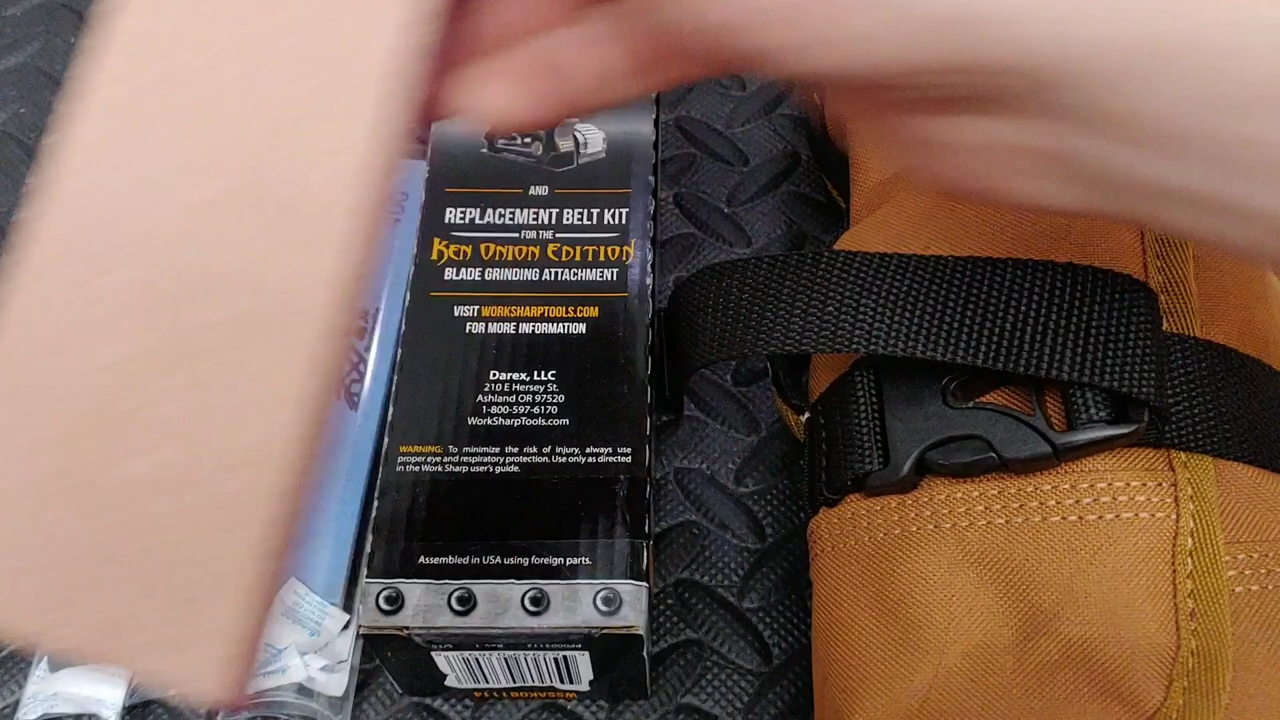 AND
REPLACEMENT BELT KIT
FOR THE
KEN ONION EDITION
BLADE GRINDING ATTACHMENT
VISIT WORKSHARPTOOLS.COM
FOR MORE INFORMATION
Darex, LLC
210 E Hersey St.
Ashland OR 97520
1-800-597-6170
WorkSharpTools.com
WARNING: To minimize the risk of injury, always use
proper eye and respiratory protection. Use only as directed
in the Work Sharp user's guide.
Assembled in USA using foreign parts.